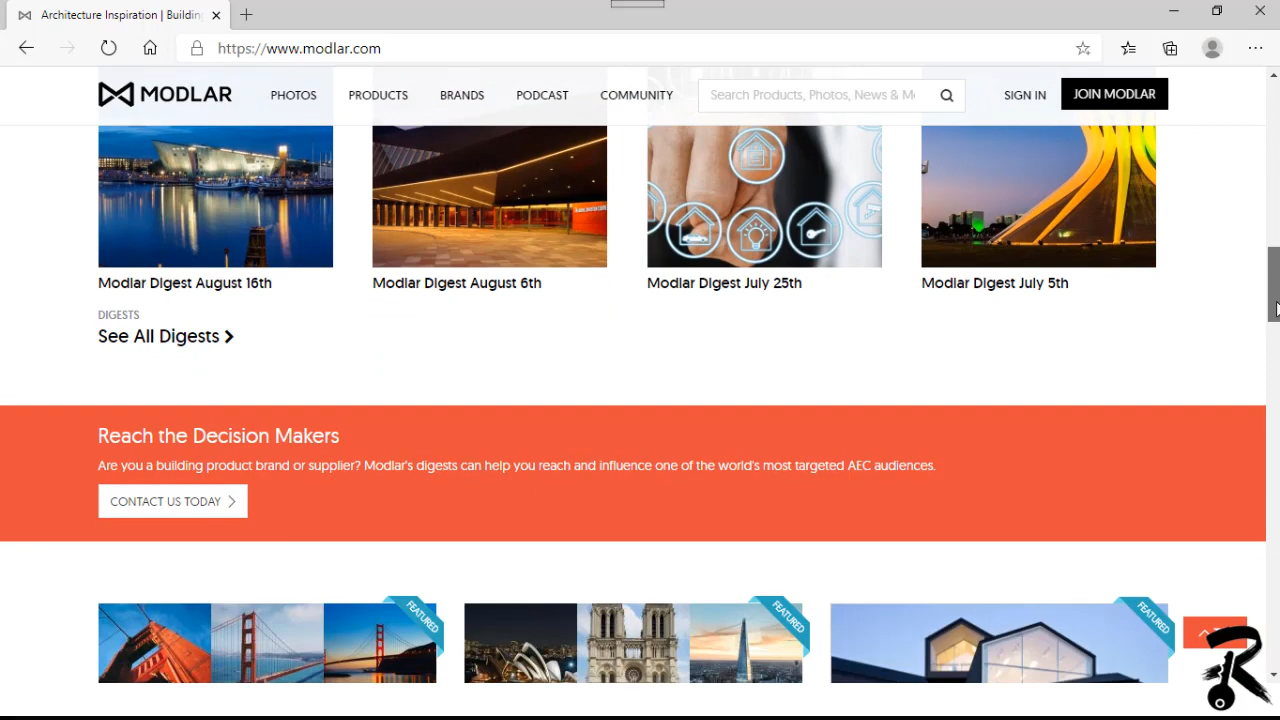 Architecture Inspiration | Building
https://www.modlar.com
MODLAR
PHOTOS
PRODUCTS
BRANDS
PODCAST
COMMUNITY
Search Products, Photos, News & M
SIGN IN
JOIN MODLAR
Modlar Digest August 16th
Modlar Digest August 6th
Modlar Digest July 25th
Modlar Digest July 5th
DIGESTS
See All Digests
Reach the Decision Makers
Are you a building product brand or supplier? Modlar's digests can help you reach and influence one of the world's most targeted AEC audiences.
CONTACT US TODAY
FEATURED
FEATURED
FEATURED